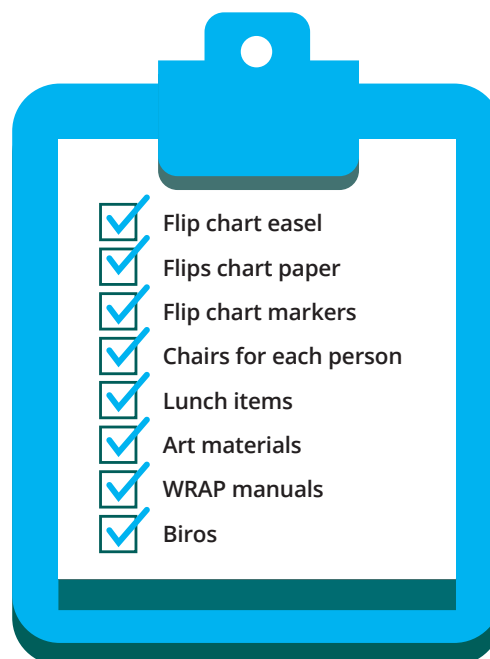 Flip chart easel
Flips chart paper
Flip chart markers
Chairs for each person
Lunch items
Art materials
WRAP manuals
Biros